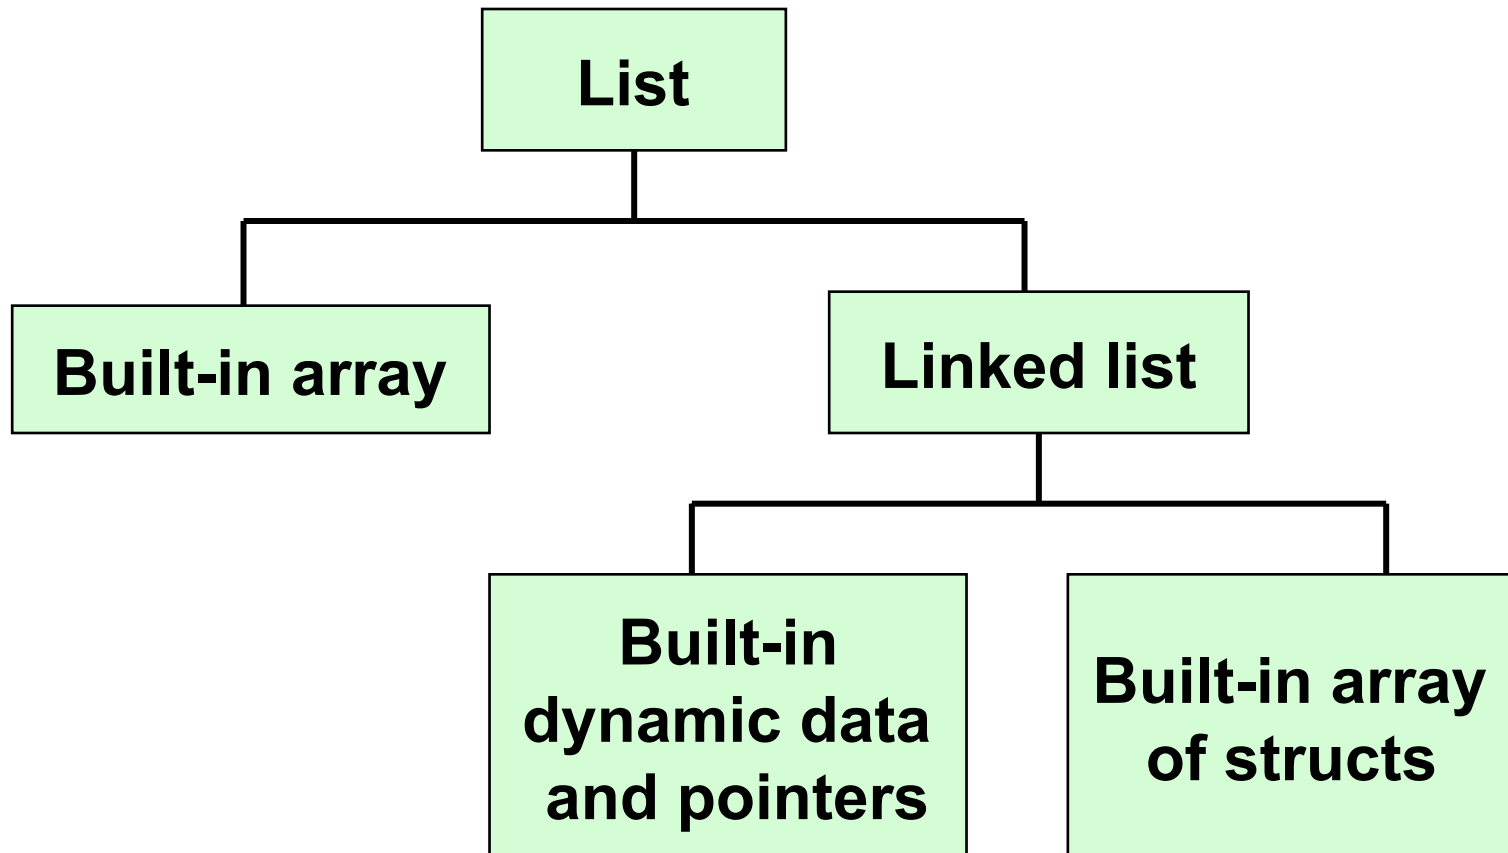 List
Built-in array
Linked list
Built-in
dynamic data
and pointers
Built-in array
of structs